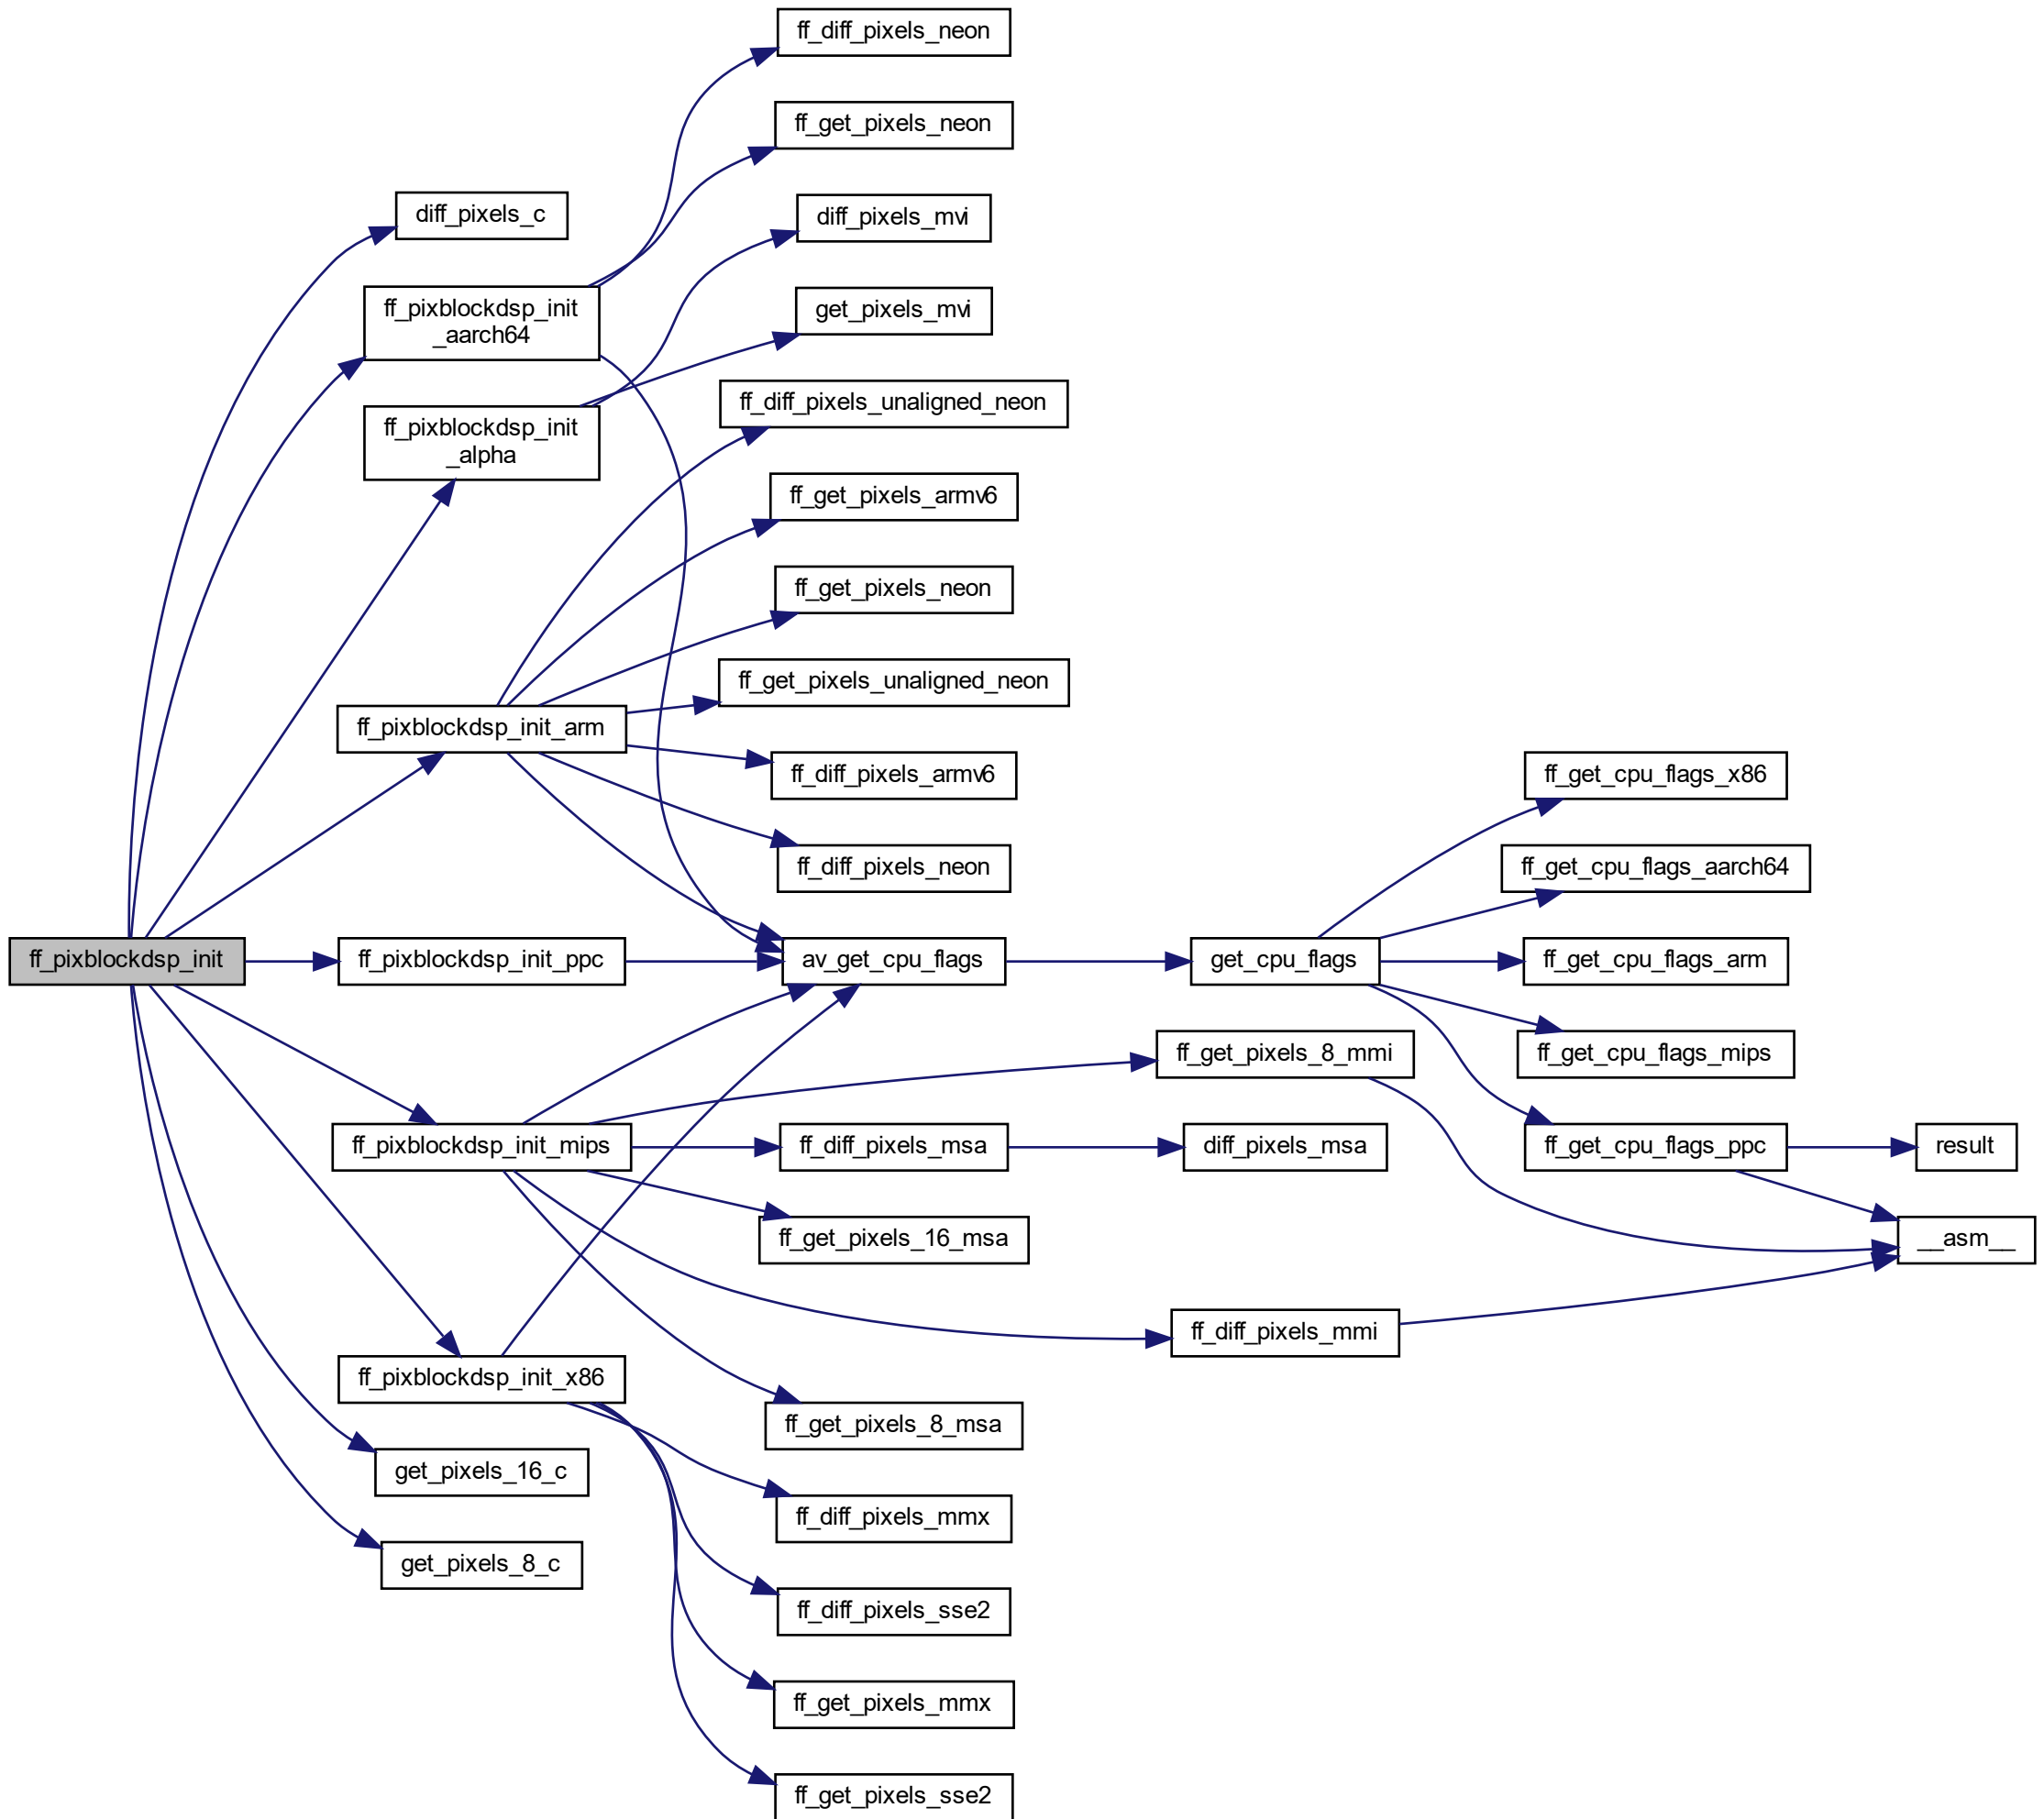 ff_diff_pixels_neon
ff_get_pixels_neon
diff_pixels_c
diff_pixels_mvi
ff_pixblockdsp_init
_aarch64
get_pixels_mvi
ff_diff_pixels_unaligned_neon
ff_pixblockdsp_init
_alpha
ff_get_pixels_armv6
ff_get_pixels_neon
ff_get_pixels_unaligned_neon
ff_pixblockdsp_init_arm
ff_diff_pixels_armv6
ff_get_cpu_flags_x86
ff_diff_pixels_neon
ff_get_cpu_flags_aarch64
ff_pixblockdsp_init
ff_pixblockdsp_init_ppc
av_get_cpu_flags
get_cpu_flags
ff_get_cpu_flags_arm
ff_get_pixels_8_mmi
ff_get_cpu_flags_mips
ff_pixblockdsp_init_mips
ff_diff_pixels_msa
diff_pixels_msa
ff_get_cpu_flags_ppc
result
ff_get_pixels_16_msa
__asm__
ff_diff_pixels_mmi
ff_pixblockdsp_init_x86
ff_get_pixels_8_msa
get_pixels_16_c
ff_diff_pixels_mmx
get_pixels_8_c
ff_diff_pixels_sse2
ff_get_pixels_mmx
ff_get_pixels_sse2